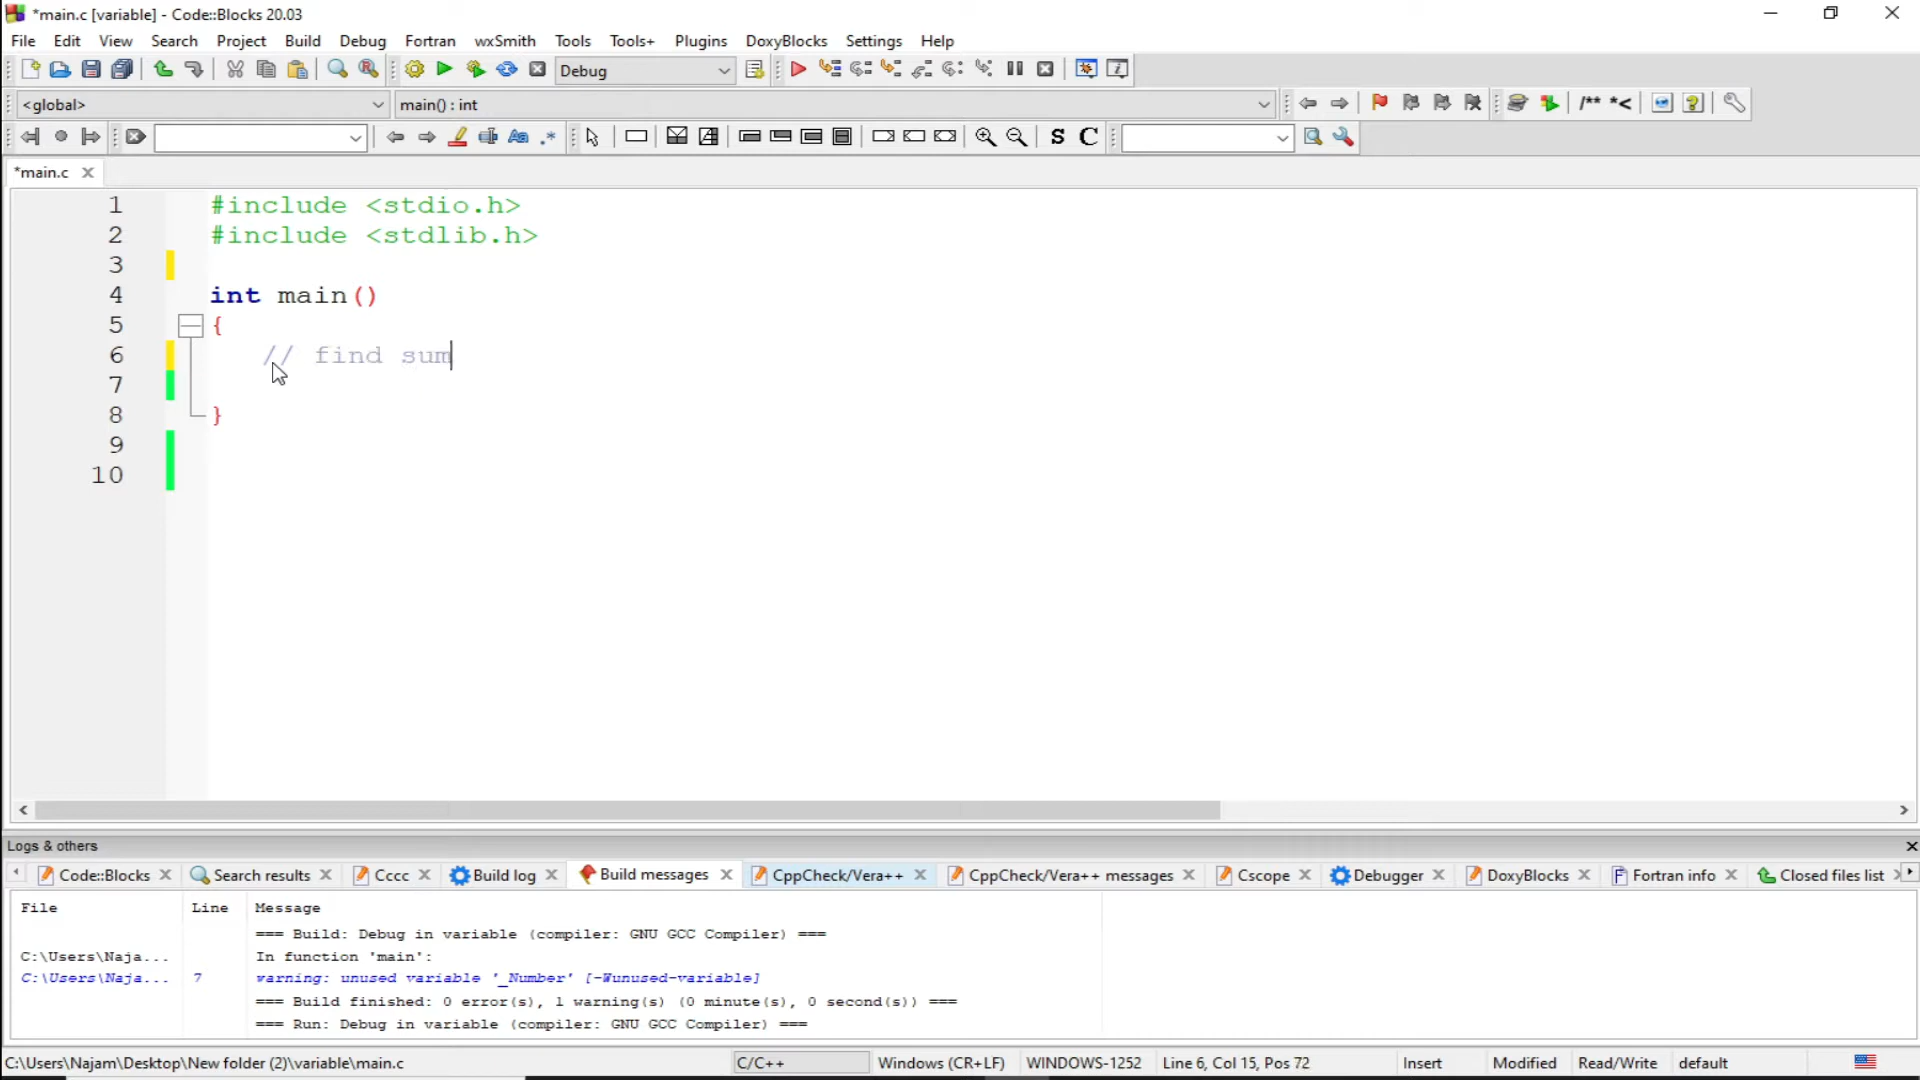 *main.c [variable] - Code::Blocks 20.03
File Edit View Search Project Build Debug Fortran wxSmith Tools Tools+ Plugins DoxyBlocks Settings Help
Debug
<global> main() : int /** *<
Aa .* S C
*main.c
1 #include <stdio.h>
2 #include <stdlib.h>
3
4 int main()
5 {
6 // find sum
7
8 }
9
10
Logs & others
Code::Blocks Search results Cccc Build log Build messages CppCheck/Vera++ CppCheck/Vera++ messages Cscope Debugger DoxyBlocks Fortran info Closed files list
File Line Message
=== Build: Debug in variable (compiler: GNU GCC Compiler) ===
C:\Users\Naja... In function 'main':
C:\Users\Naja... 7 warning: unused variable '_Number' [-Wunused-variable]
=== Build finished: 0 error(s), 1 warning(s) (0 minute(s), 0 second(s)) ===
=== Run: Debug in variable (compiler: GNU GCC Compiler) ===
C:\Users\Najam\Desktop\New folder (2)\variable\main.c C/C++ Windows (CR+LF) WINDOWS-1252 Line 6, Col 15, Pos 72 Insert Modified Read/Write default